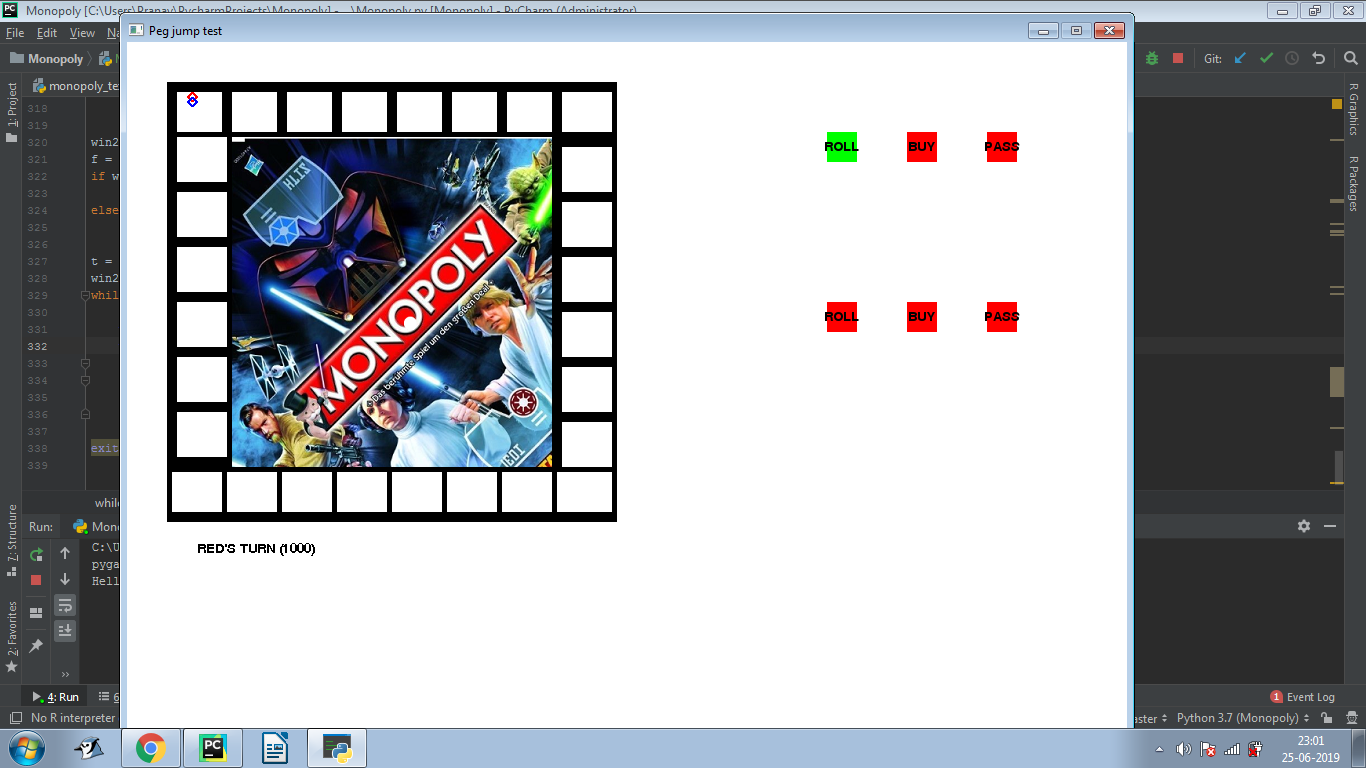 Monopoly [C:\Users\Pranav\PycharmProjects\Monopoly] - ...\Monopoly.py [Monopoly] - PyCharm (Administrator)
Peg jump test
File Edit View
Monopoly
Git:
monopoly_te
1: Project
R Graphics
R Packages
318
319
320 win2
321 f =
322 if w
323
324 else
325
326
327 t =
328 win2
329 whil
330
331
332
333
334
335
336
337
338 exit
339
ROLL BUY PASS
HLTS
MONOPOLY
Das berühmte Spiel um den großen Deal
JEDI
ROLL BUY PASS
RED'S TURN (1000)
whil
Run: Mono
C:\U
pyga
Hell
7: Structure
2: Favorites
4: Run 6
1 Event Log
No R interpreter
aster Python 3.7 (Monopoly)
PC
23:01
25-06-2019